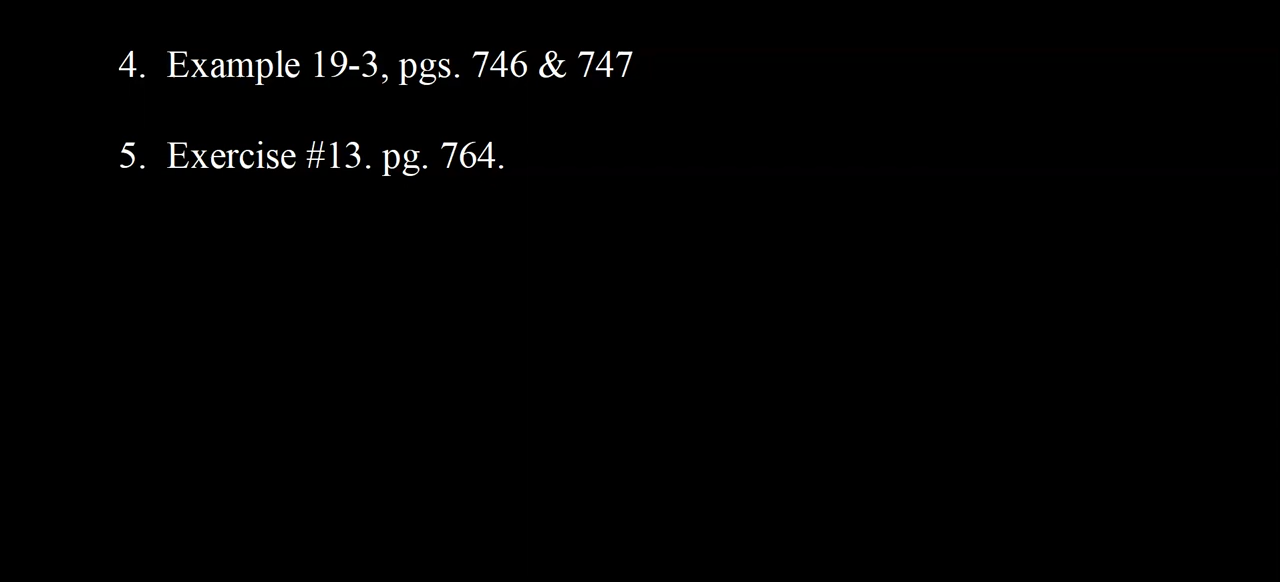 4. Example 19-3, pgs. 746 & 747
5. Exercise #13. pg. 764.